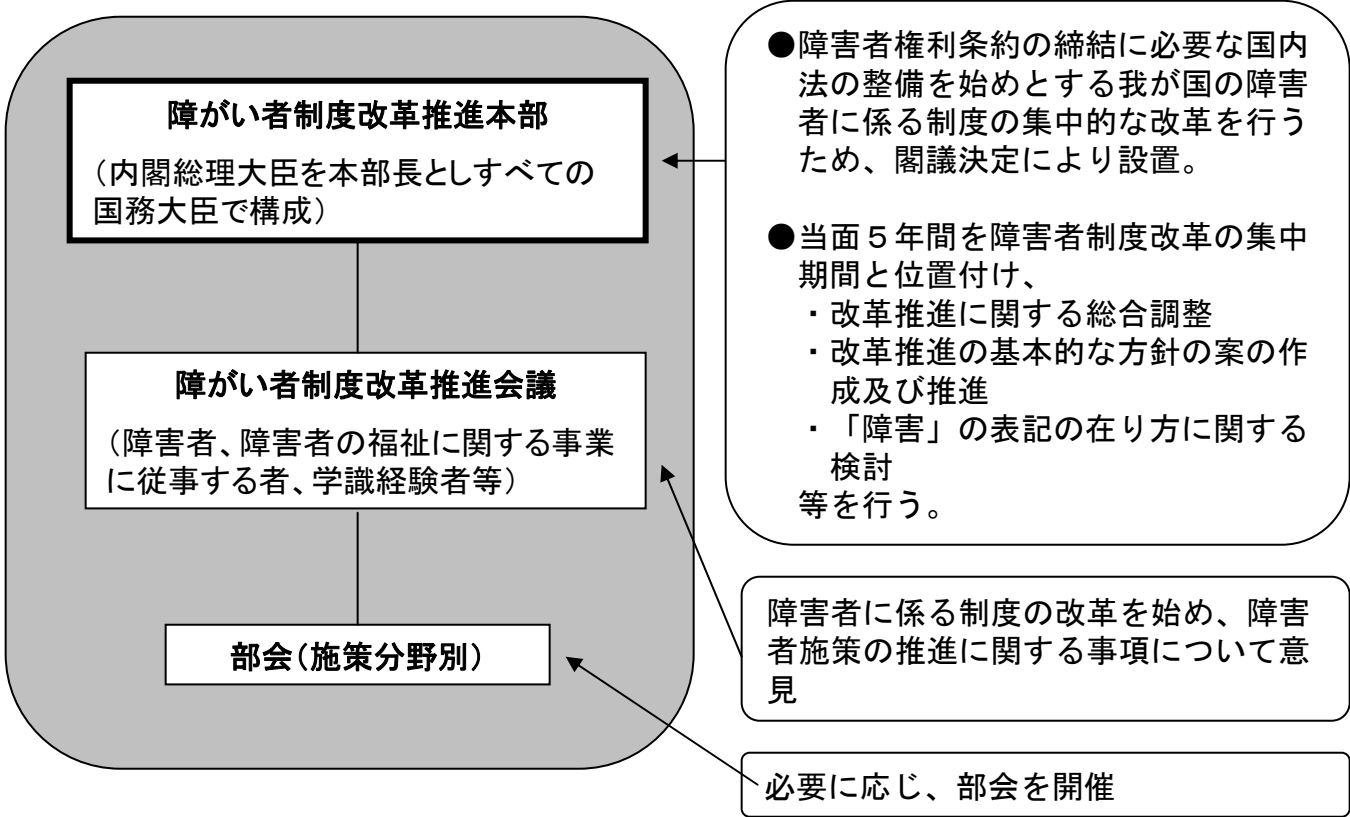 障がい者制度改革推進本部
（内閣総理大臣を本部長としすべての
国務大臣で構成）
障がい者制度改革推進会議
（障害者、障害者の福祉に関する事業
に従事する者、学識経験者等）
部会（施策分野別）
●障害者権利条約の締結に必要な国内
法の整備を始めとする我が国の障害
者に係る制度の集中的な改革を行う
ため、閣議決定により設置。
●当面５年間を障害者制度改革の集中
期間と位置付け、
・改革推進に関する総合調整
・改革推進の基本的な方針の案の作
成及び推進
・「障害」の表記の在り方に関する
検討
等を行う。
障害者に係る制度の改革を始め、障害
者施策の推進に関する事項について意
見
必要に応じ、部会を開催